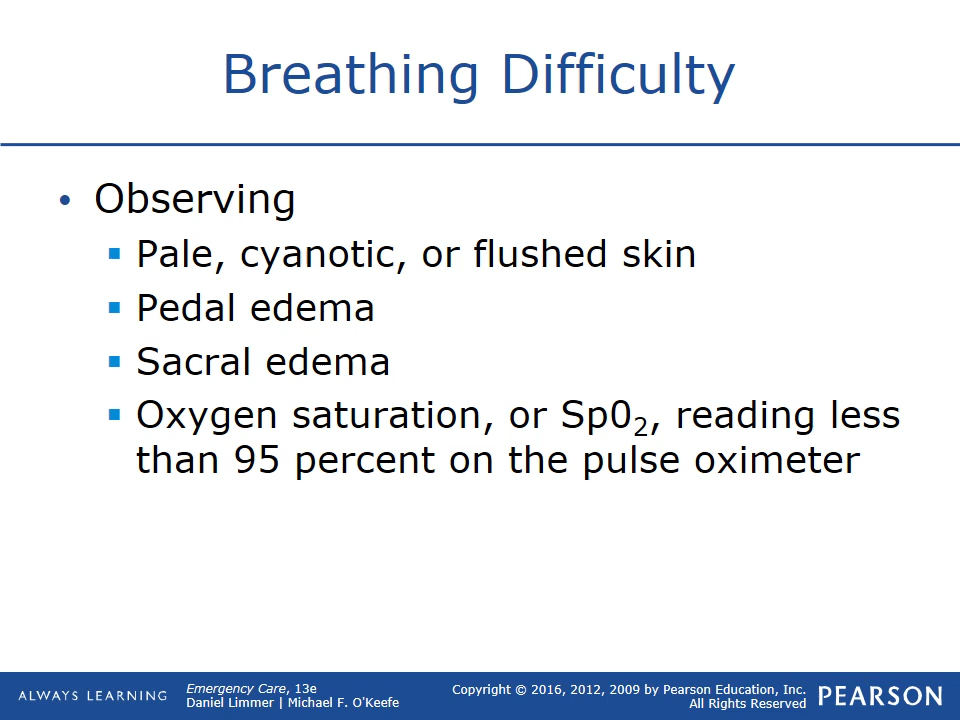 Breathing Difficulty
• Observing
▪ Pale, cyanotic, or flushed skin
▪ Pedal edema
▪ Sacral edema
▪ Oxygen saturation, or Sp0₂, reading less
than 95 percent on the pulse oximeter
ALWAYS LEARNING
Emergency Care, 13e
Daniel Limmer | Michael F. O'Keefe
Copyright © 2016, 2012, 2009 by Pearson Education, Inc.
All Rights Reserved
PEARSON